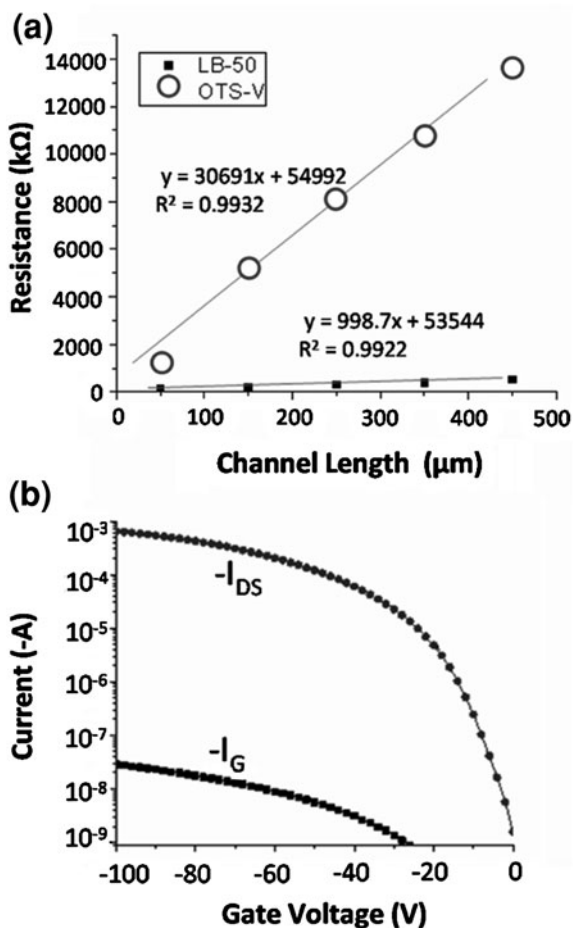 (a)
LB-50
OTS-V
14000
12000
10000
8000
6000
4000
2000
0
y = 30691x + 54992
R² = 0.9932
y = 998.7x + 53544
R² = 0.9922
Resistance (kΩ)
0 100 200 300 400 500
Channel Length (μm)
(b)
10⁻³
10⁻⁴
10⁻⁵
10⁻⁶
10⁻⁷
10⁻⁸
10⁻⁹
-I_DS
-I_G
Current (-A)
-100 -80 -60 -40 -20 0
Gate Voltage (V)